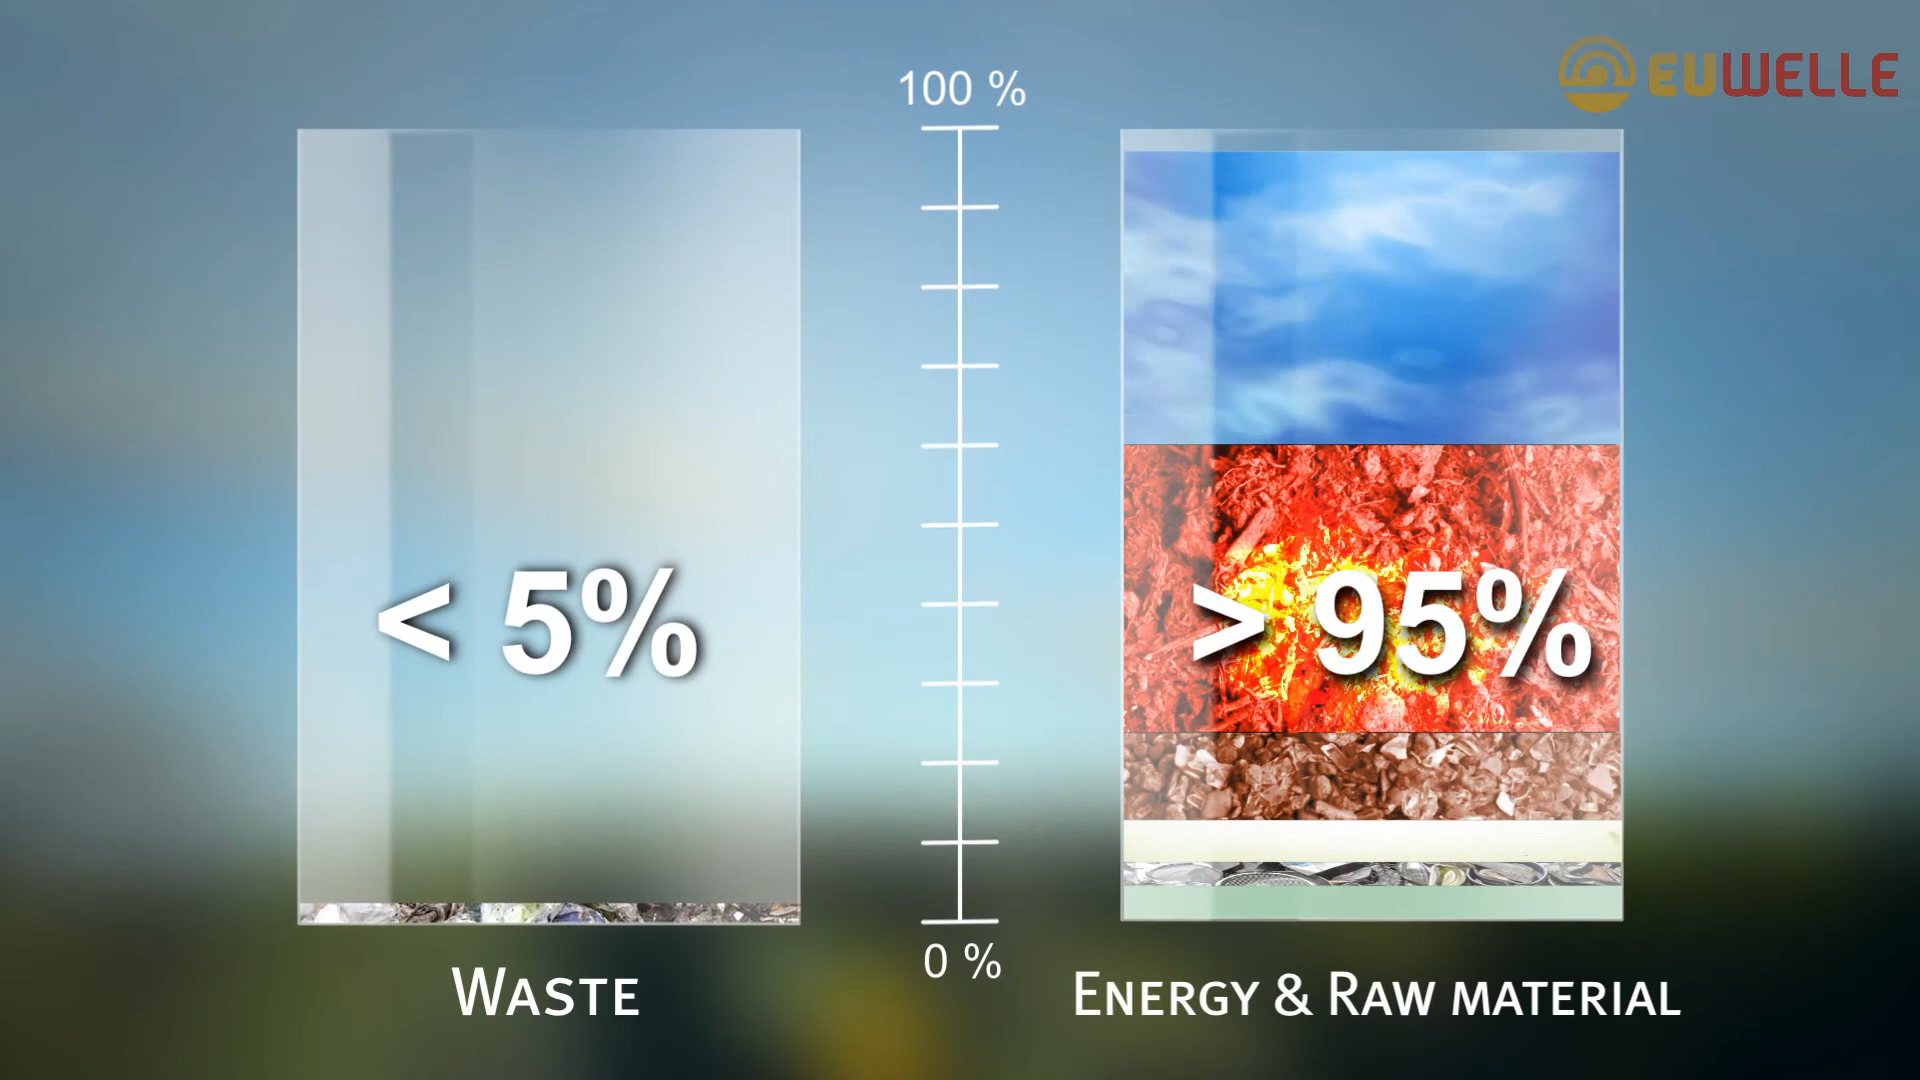 EUWELLE
100 %
< 5%
> 95%
0 %
WASTE
ENERGY & RAW MATERIAL